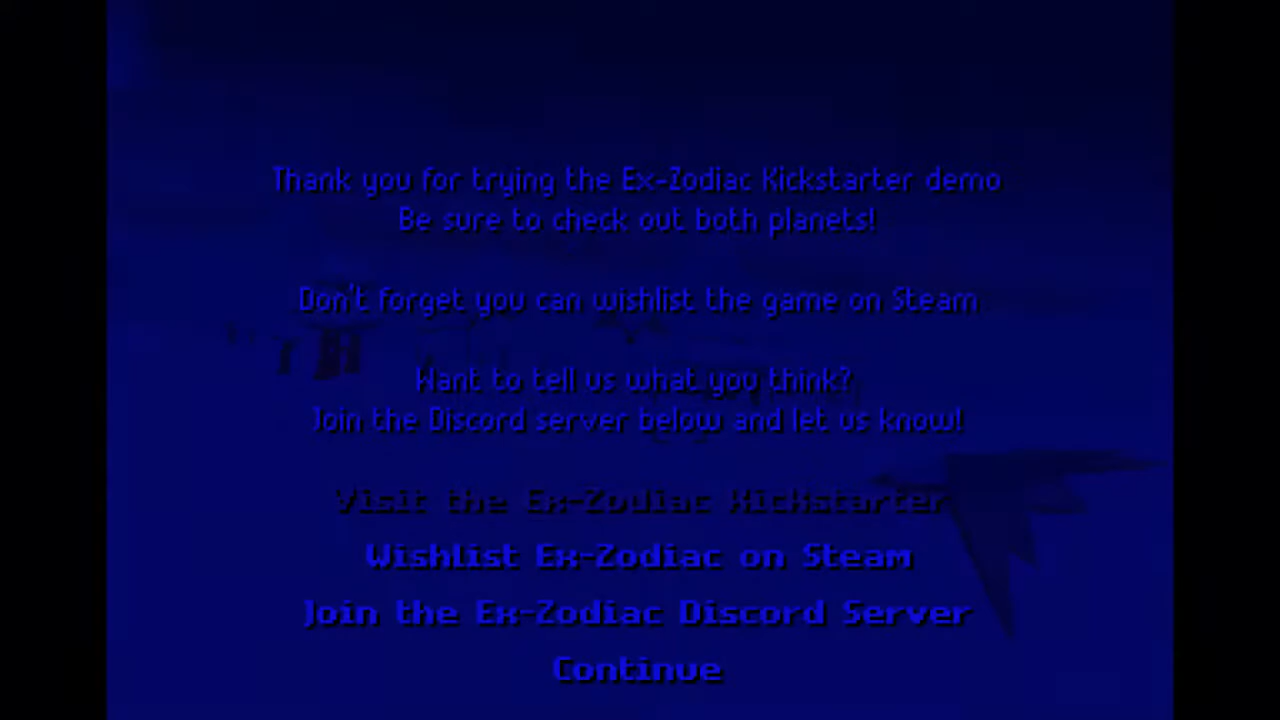 Thank you for trying the Ex-Zodiac Kickstarter demo
Be sure to check out both planets!
Don't forget you can wishlist the game on Steam
Want to tell us what you think?
Join the Discord server below and let us know!
Visit the Ex-Zodiac Kickstarter
Wishlist Ex-Zodiac on Steam
Join the Ex-Zodiac Discord Server
Continue